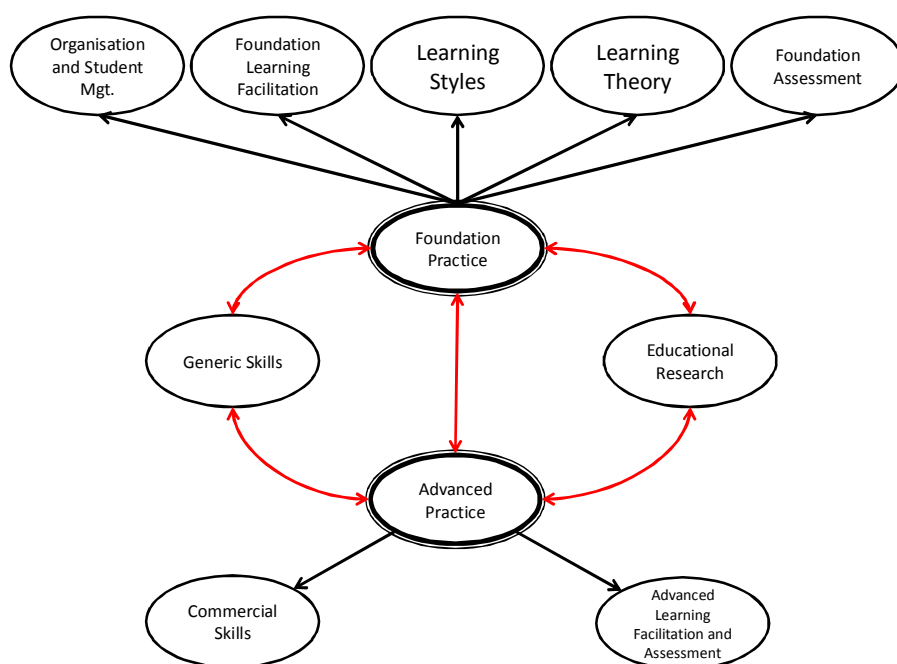 Organisation
and Student
Mgt.
Foundation
Learning
Facilitation
Learning
Styles
Learning
Theory
Foundation
Assessment
Foundation
Practice
Generic Skills
Educational
Research
Advanced
Practice
Commercial
Skills
Advanced
Learning
Facilitation and
Assessment